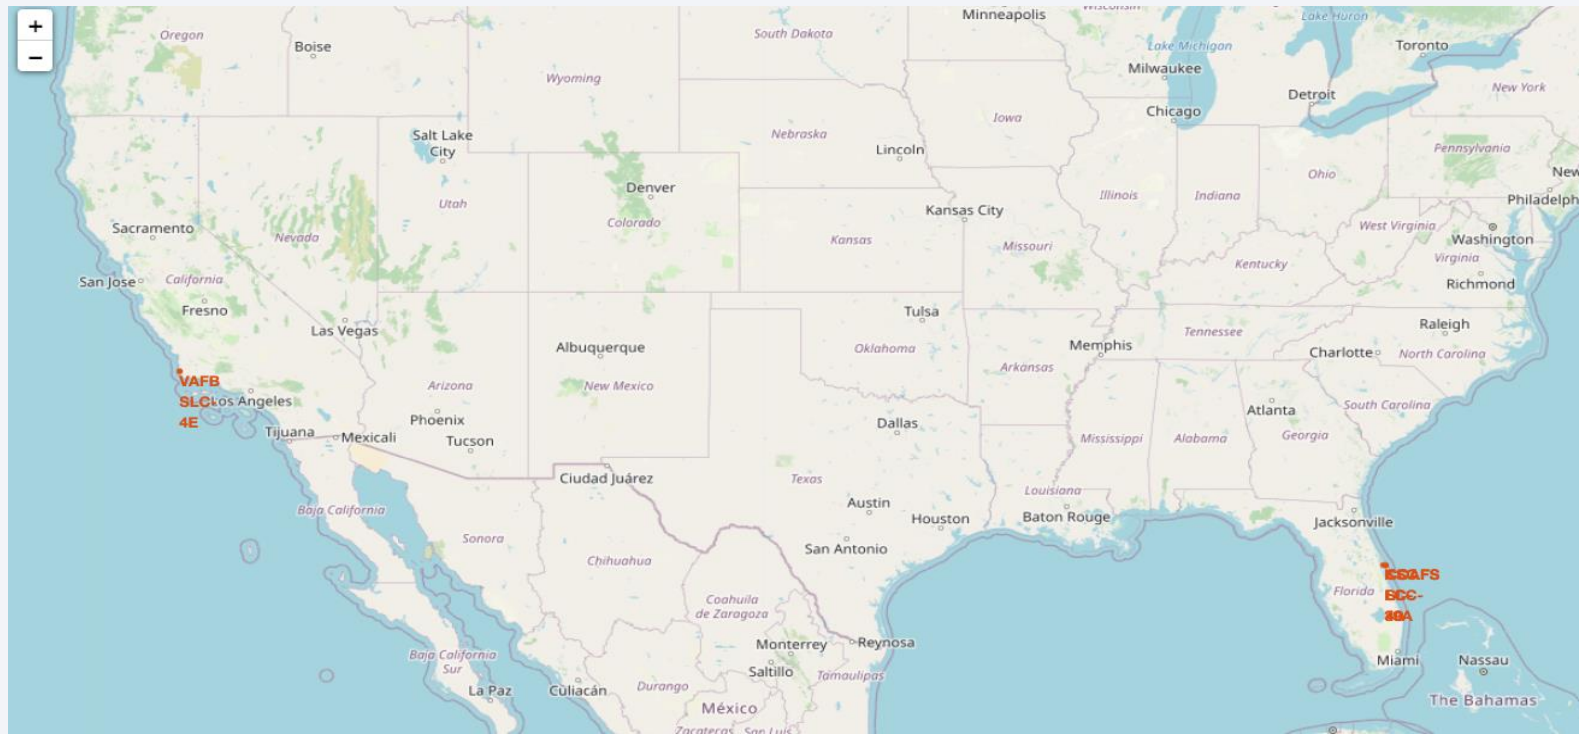 +
−
Oregon
Boise
Wyoming
South Dakota
Minneapolis
Wisconsin
Lake Huron
Toronto
Lake Michigan
Milwaukee
Detroit
New York
Chicago
Iowa
Nebraska
Lincoln
Salt Lake
City
Pennsylvania
Ohio
New
Philadelph
Illinois
Indiana
Denver
Utah
Colorado
Kansas City
Kansas
Missouri
West Virginia
Washington
Virginia
Richmond
Kentucky
Sacramento
Nevada
San Jose
California
Fresno
Las Vegas
Tulsa
Raleigh
Tennessee
Memphis
Charlotte
North Carolina
Albuquerque
Oklahoma
Arkansas
Arizona
New Mexico
VAFB
SLC-
4E
Los Angeles
Phoenix
Tucson
Tijuana
Mexicali
Dallas
Atlanta
South Carolina
Mississippi
Alabama
Georgia
Ciudad Juárez
Texas
Louisiana
Baton Rouge
Austin
Houston
San Antonio
Jacksonville
Baja California
Sonora
Chihuahua
Florida
Coahuila
de Zaragoza
Monterrey
Reynosa
Saltillo
Tamaulipas
Miami
Nassau
The Bahamas
Baja California
Sur
La Paz
Culiacán
Durango
México
Zacatecas
San Luis